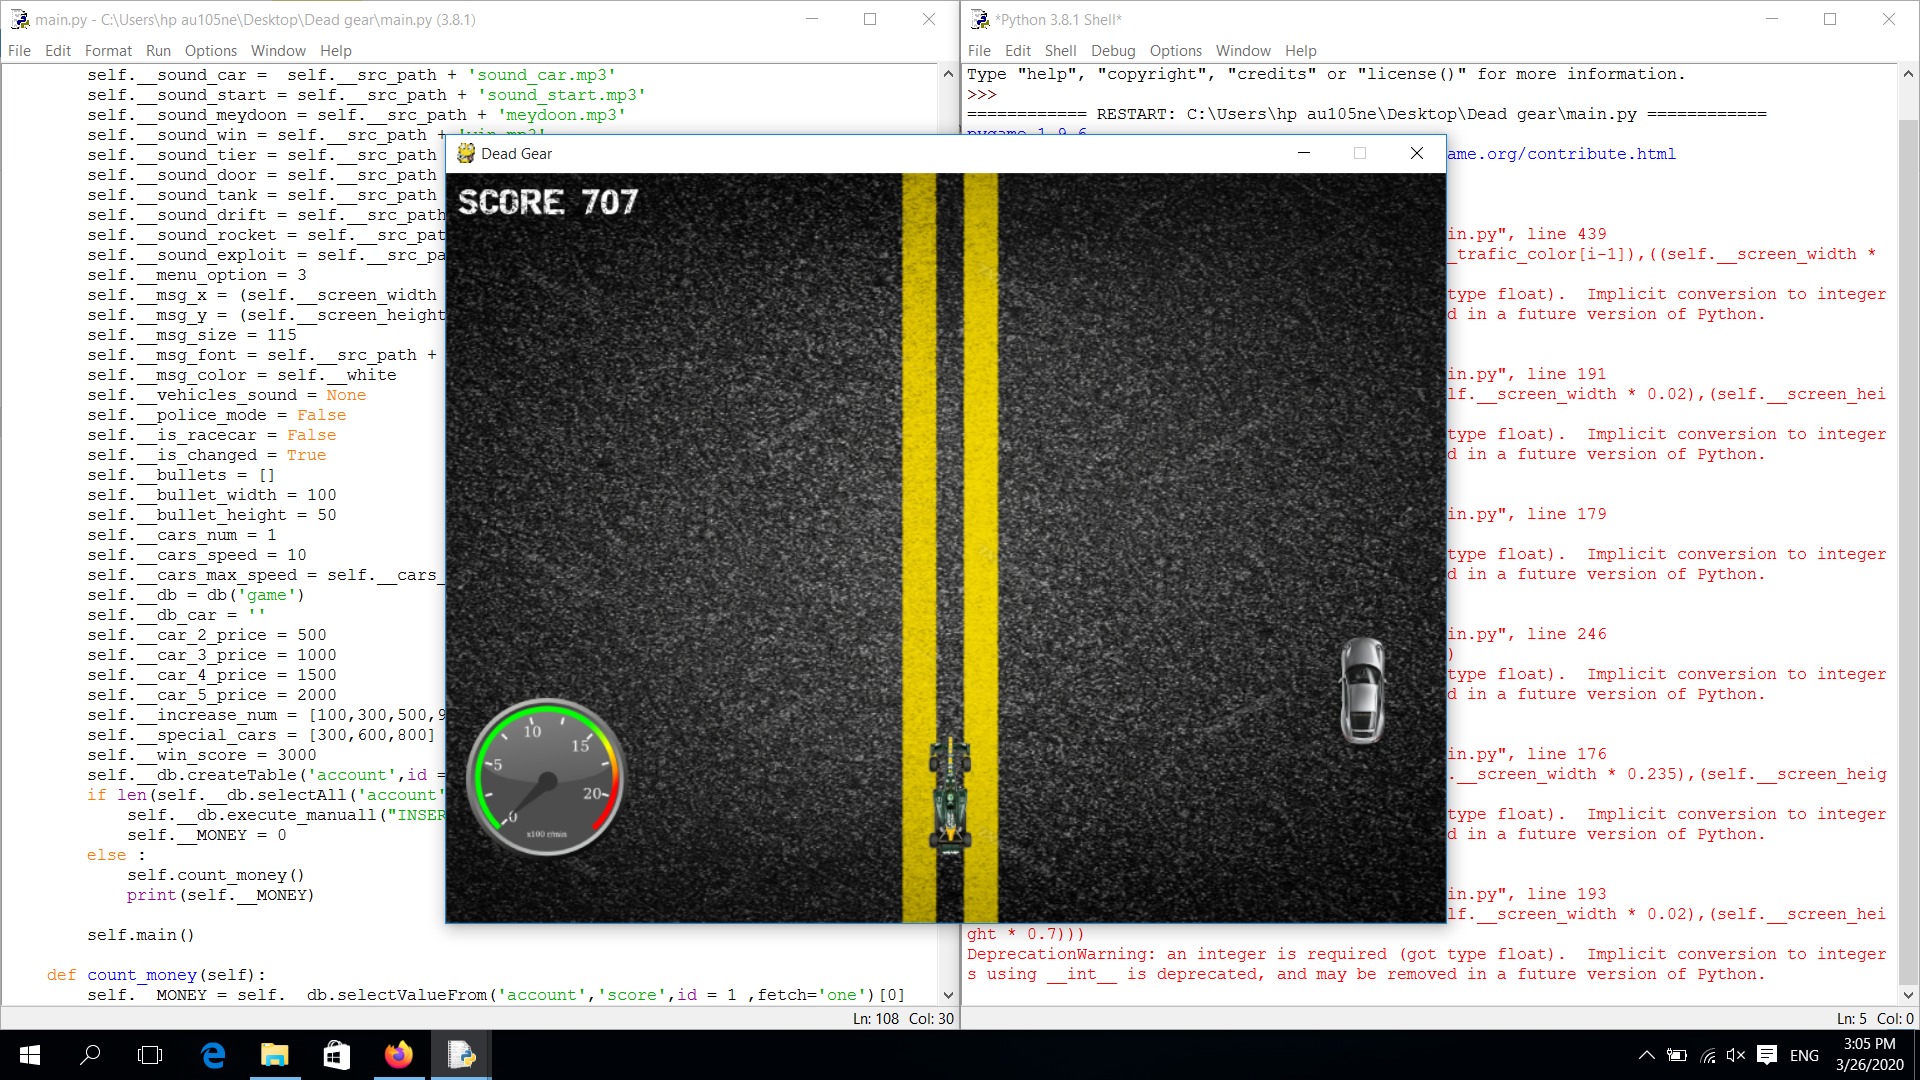 main.py - C:\Users\hp au105ne\Desktop\Dead gear\main.py (3.8.1)
File Edit Format Run Options Window Help
self.__sound_car =  self.__src_path + 'sound_car.mp3'
self.__sound_start = self.__src_path + 'sound_start.mp3'
self.__sound_meydoon = self.__src_path + 'meydoon.mp3'
self.__sound_win = self.__src_path + 'win.mp3'
self.__sound_tier = self.__src_path
self.__sound_door = self.__src_path
self.__sound_tank = self.__src_path
self.__sound_drift = self.__src_path
self.__sound_rocket = self.__src_pat
self.__sound_exploit = self.__src_pa
self.__menu_option = 3
self.__msg_x = (self.__screen_width
self.__msg_y = (self.__screen_height
self.__msg_size = 115
self.__msg_font = self.__src_path +
self.__msg_color = self.__white
self.__vehicles_sound = None
self.__police_mode = False
self.__is_racecar = False
self.__is_changed = True
self.__bullets = []
self.__bullet_width = 100
self.__bullet_height = 50
self.__cars_num = 1
self.__cars_speed = 10
self.__cars_max_speed = self.__cars_
self.__db = db('game')
self.__db_car = ''
self.__car_2_price = 500
self.__car_3_price = 1000
self.__car_4_price = 1500
self.__car_5_price = 2000
self.__increase_num = [100,300,500,9
self.__special_cars = [300,600,800]
self.__win_score = 3000
self.__db.createTable('account',id =
if len(self.__db.selectAll('account'
self.__db.execute_manuall("INSER
self.__MONEY = 0
else :
self.count_money()
print(self.__MONEY)
self.main()
def count_money(self):
self.__MONEY = self.__db.selectValueFrom('account','score',id = 1 ,fetch='one')[0]
Ln: 108 Col: 30
*Python 3.8.1 Shell*
File Edit Shell Debug Options Window Help
Type "help", "copyright", "credits" or "license()" for more information.
>>>
============ RESTART: C:\Users\hp au105ne\Desktop\Dead gear\main.py ============
pygame 1.9.6
ame.org/contribute.html
in.py", line 439
_trafic_color[i-1]),((self.__screen_width *
type float).  Implicit conversion to integer
d in a future version of Python.
in.py", line 191
lf.__screen_width * 0.02),(self.__screen_hei
type float).  Implicit conversion to integer
d in a future version of Python.
in.py", line 179
type float).  Implicit conversion to integer
d in a future version of Python.
in.py", line 246
)
type float).  Implicit conversion to integer
d in a future version of Python.
in.py", line 176
.__screen_width * 0.235),(self.__screen_heig
type float).  Implicit conversion to integer
d in a future version of Python.
in.py", line 193
lf.__screen_width * 0.02),(self.__screen_hei
ght * 0.7)))
DeprecationWarning: an integer is required (got type float).  Implicit conversion to integer
s using __int__ is deprecated, and may be removed in a future version of Python.
Ln: 5 Col: 0
Dead Gear
SCORE 707
0 5 10 15 20
x100 r/min
ENG
3:05 PM
3/26/2020